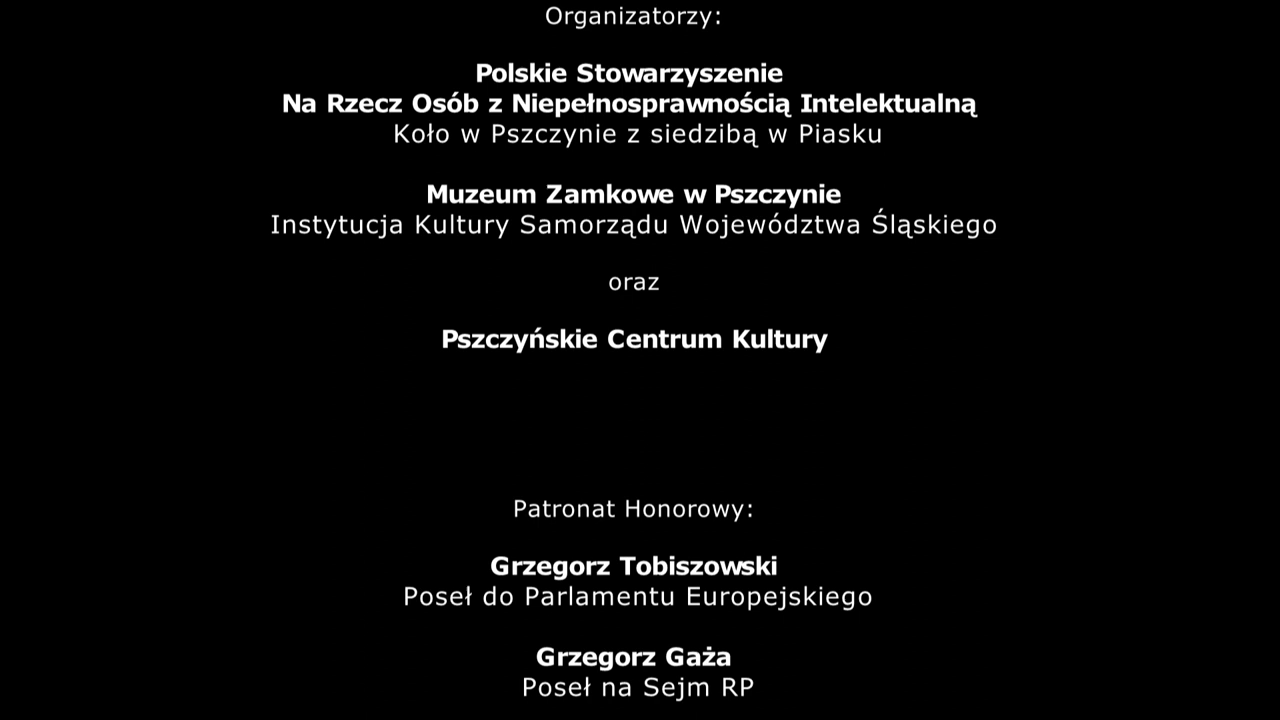 Organizatorzy:
Polskie Stowarzyszenie
Na Rzecz Osób z Niepełnosprawnością Intelektualną
Koło w Pszczynie z siedzibą w Piasku
Muzeum Zamkowe w Pszczynie
Instytucja Kultury Samorządu Województwa Śląskiego
oraz
Pszczyńskie Centrum Kultury
Patronat Honorowy:
Grzegorz Tobiszowski
Poseł do Parlamentu Europejskiego
Grzegorz Gaża
Poseł na Sejm RP